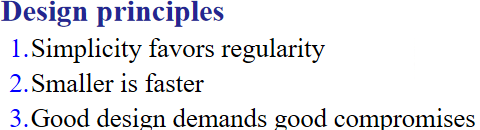 Design principles
1.Simplicity favors regularity
2.Smaller is faster
3.Good design demands good compromises